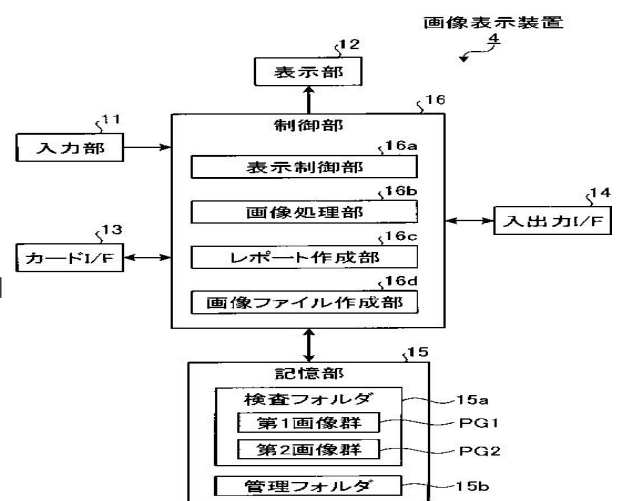 画像表示装置
4
12
表示部
16
制御部
11
入力部
16a
表示制御部
16b
画像処理部
14
入出力I/F
13
カードI/F
16c
レポート作成部
16d
画像ファイル作成部
15
記憶部
検査フォルダ
15a
第1画像群
PG1
第2画像群
PG2
管理フォルダ
15b